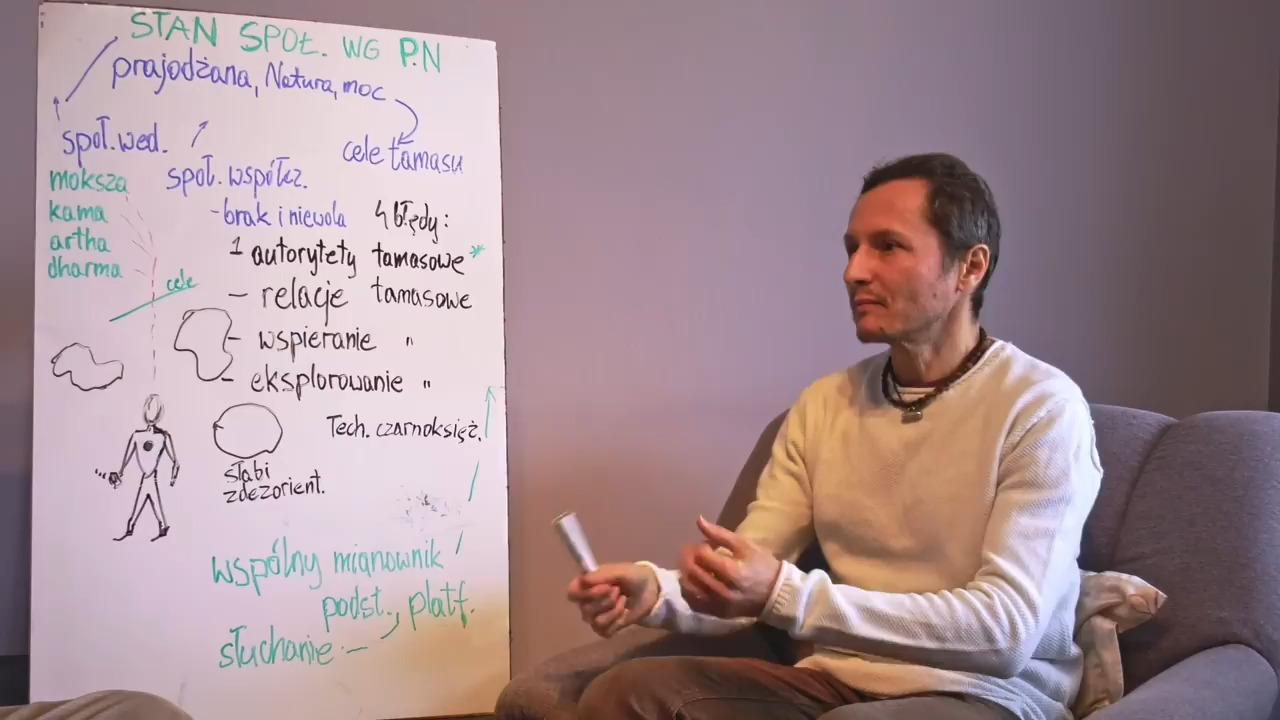 STAN SPOŁ. WG P.N
prajodżana, Natura, moc
społ. wed.
cele tamasu
moksza
kama
artha
dharma
cele
społ. współcz.
- brak i niewola
4 błędy:
1 autorytety tamasowe *
- relacje tamasowe
- wspieranie "
- eksplorowanie "
Tech. czarnoksięż.
słabi
zdezorient.
wspólny mianownik
podst., platf.
słuchanie -